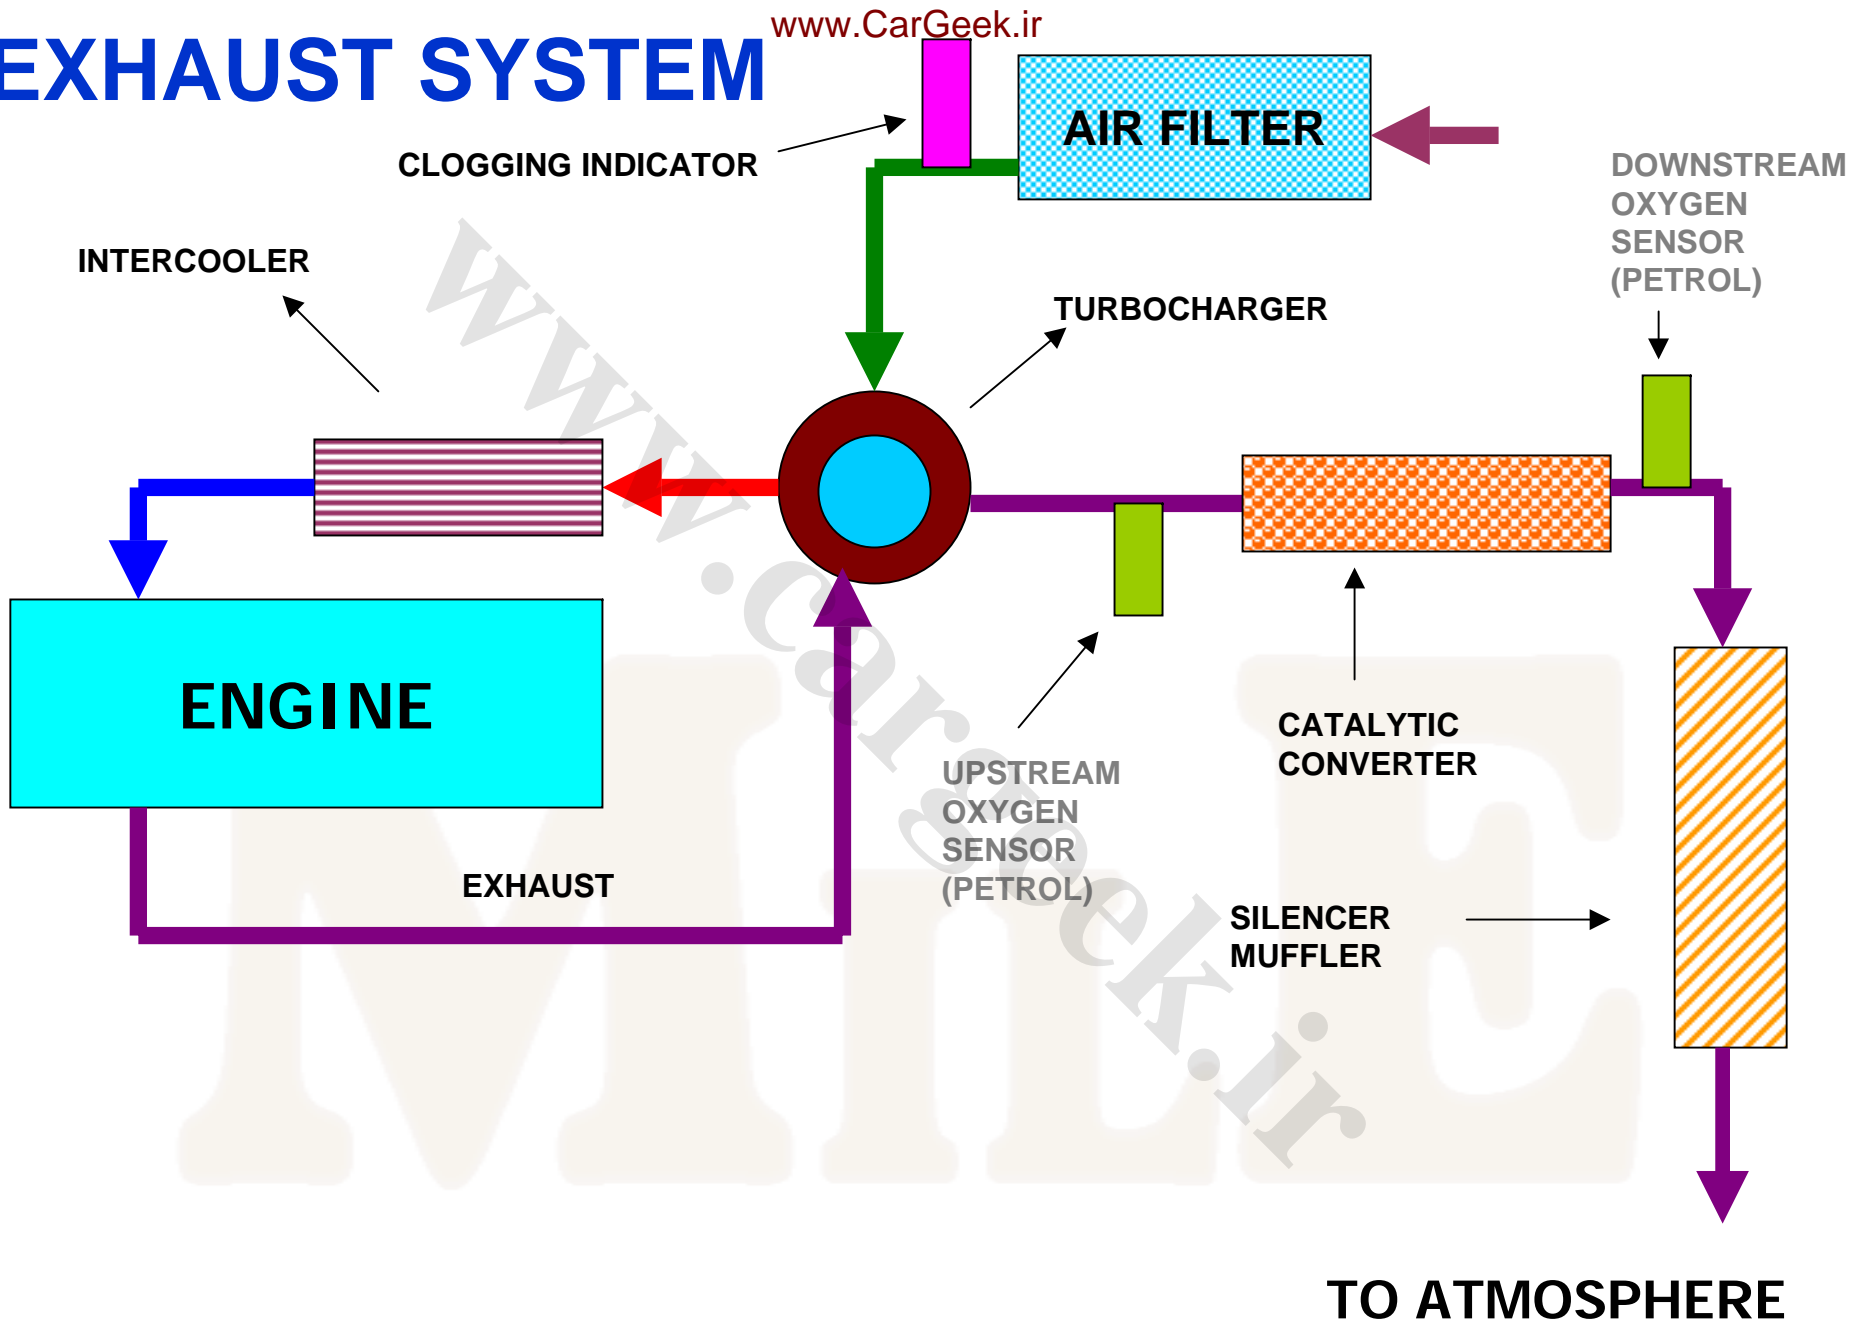 www.CarGeek.ir
EXHAUST SYSTEM
AIR FILTER
CLOGGING INDICATOR
DOWNSTREAM
OXYGEN
SENSOR
(PETROL)
INTERCOOLER
TURBOCHARGER
ENGINE
CATALYTIC
CONVERTER
UPSTREAM
OXYGEN
SENSOR
(PETROL)
EXHAUST
SILENCER
MUFFLER
TO ATMOSPHERE
www.cargeek.ir
MnE